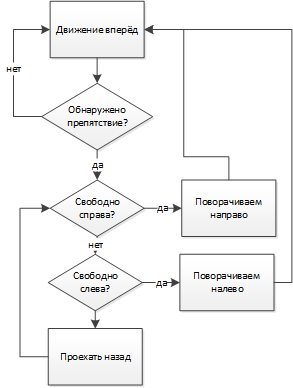 Движение вперёд
нет
Обнаружено
препятствие?
да
Свободно
справа?
да
Поворачиваем
направо
нет
Свободно
слева?
да
Поворачиваем
налево
Проехать назад